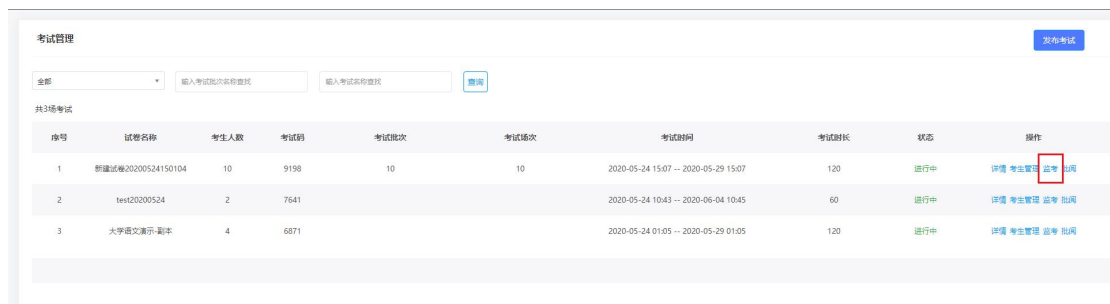 考试管理
发布考试
全部 输入考试批次名称查找 输入考试名称查找 查询
共3场考试
序号 试卷名称 考生人数 考试码 考试批次 考试场次 考试时间 考试时长 状态 操作
1 新建试卷20200524150104 10 9198 10 10 2020-05-24 15:07 -- 2020-05-29 15:07 120 进行中 详情 考生管理 监考 批阅
2 test20200524 2 7641 2020-05-24 10:43 -- 2020-06-04 10:45 60 进行中 详情 考生管理 监考 批阅
3 大学语文演示-副本 4 6871 2020-05-24 01:05 -- 2020-05-29 01:05 120 进行中 详情 考生管理 监考 批阅